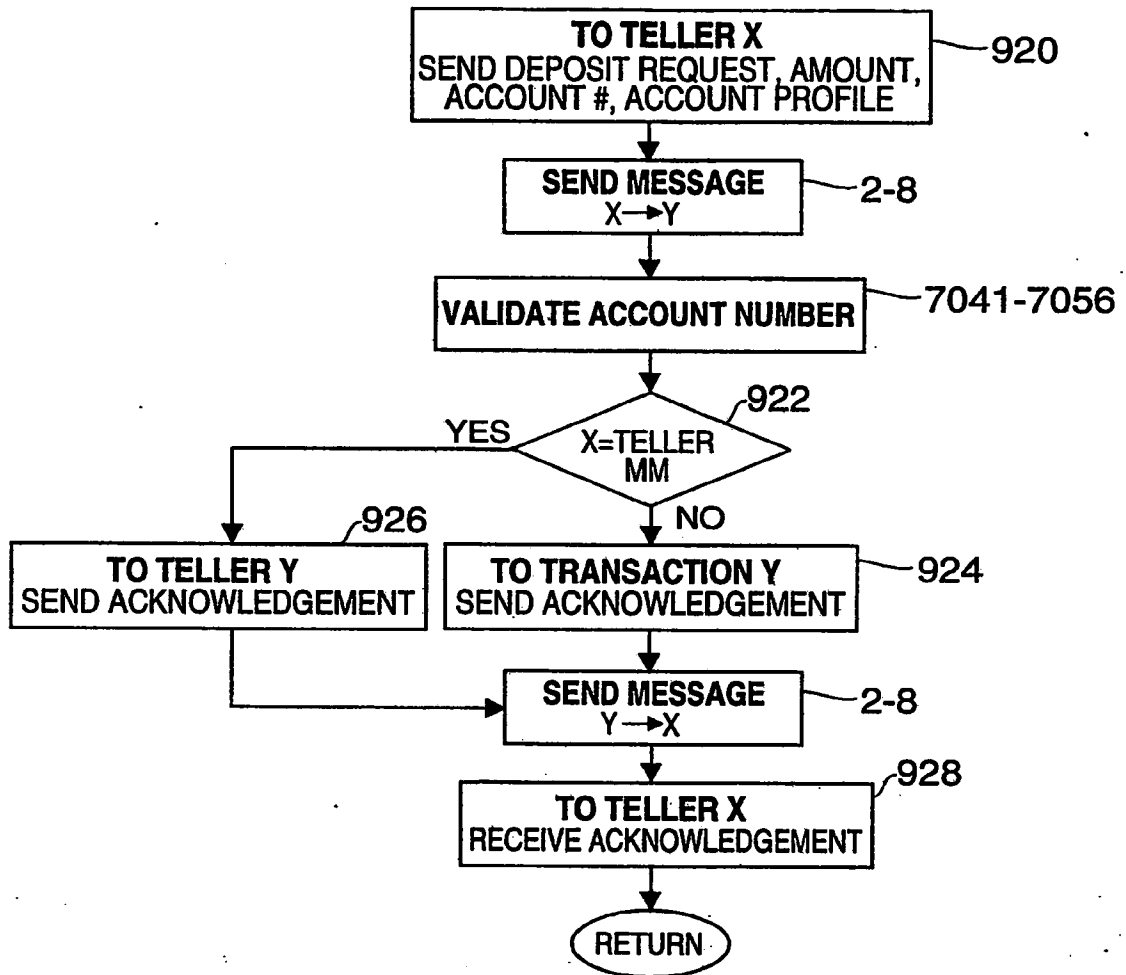 TO TELLER X
SEND DEPOSIT REQUEST, AMOUNT,
ACCOUNT #, ACCOUNT PROFILE
920
SEND MESSAGE
X→Y
2-8
VALIDATE ACCOUNT NUMBER
7041-7056
922
YES
X=TELLER
MM
NO
926
TO TELLER Y
SEND ACKNOWLEDGEMENT
TO TRANSACTION Y
SEND ACKNOWLEDGEMENT
924
SEND MESSAGE
Y→X
2-8
928
TO TELLER X
RECEIVE ACKNOWLEDGEMENT
RETURN